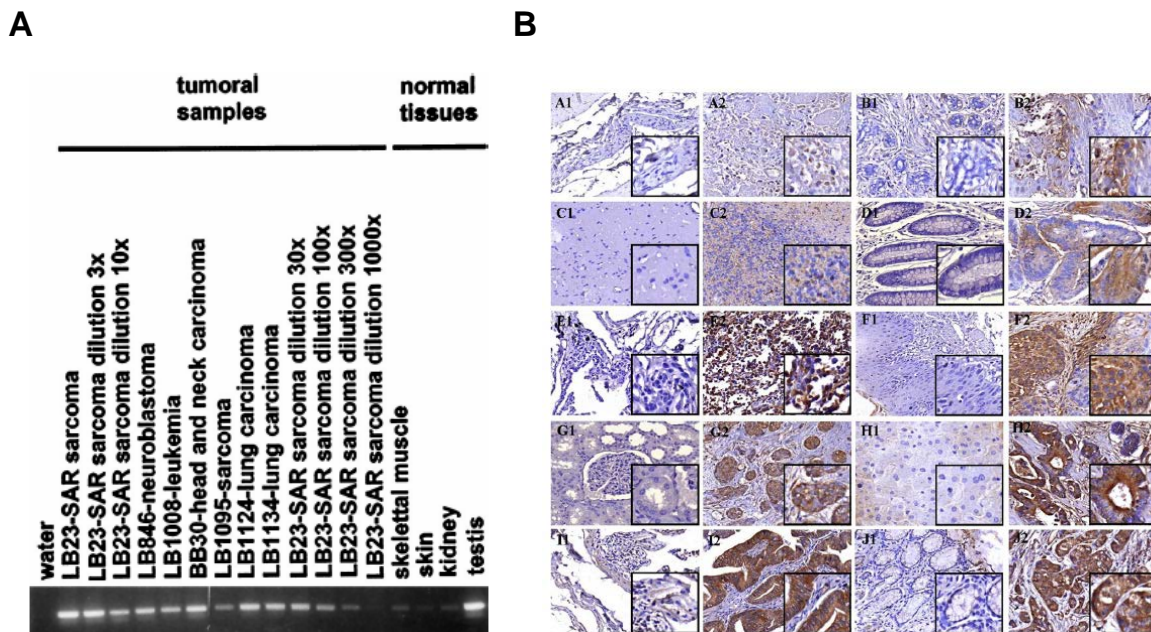 A
B
tumoral
samples
normal
tissues
water
LB23-SAR sarcoma
LB23-SAR sarcoma dilution 3x
LB23-SAR sarcoma dilution 10x
LB846-neuroblastoma
LB1008-leukemia
BB30-head and neck carcinoma
LB1095-sarcoma
LB1124-lung carcinoma
LB1134-lung carcinoma
LB23-SAR sarcoma dilution 30x
LB23-SAR sarcoma dilution 100x
LB23-SAR sarcoma dilution 300x
LB23-SAR sarcoma dilution 1000x
skelettal muscle
skin
kidney
testis
A1 A2 B1 B2
C1 C2 D1 D2
E1 E2 F1 F2
G1 G2 H1 H2
I1 I2 J1 J2